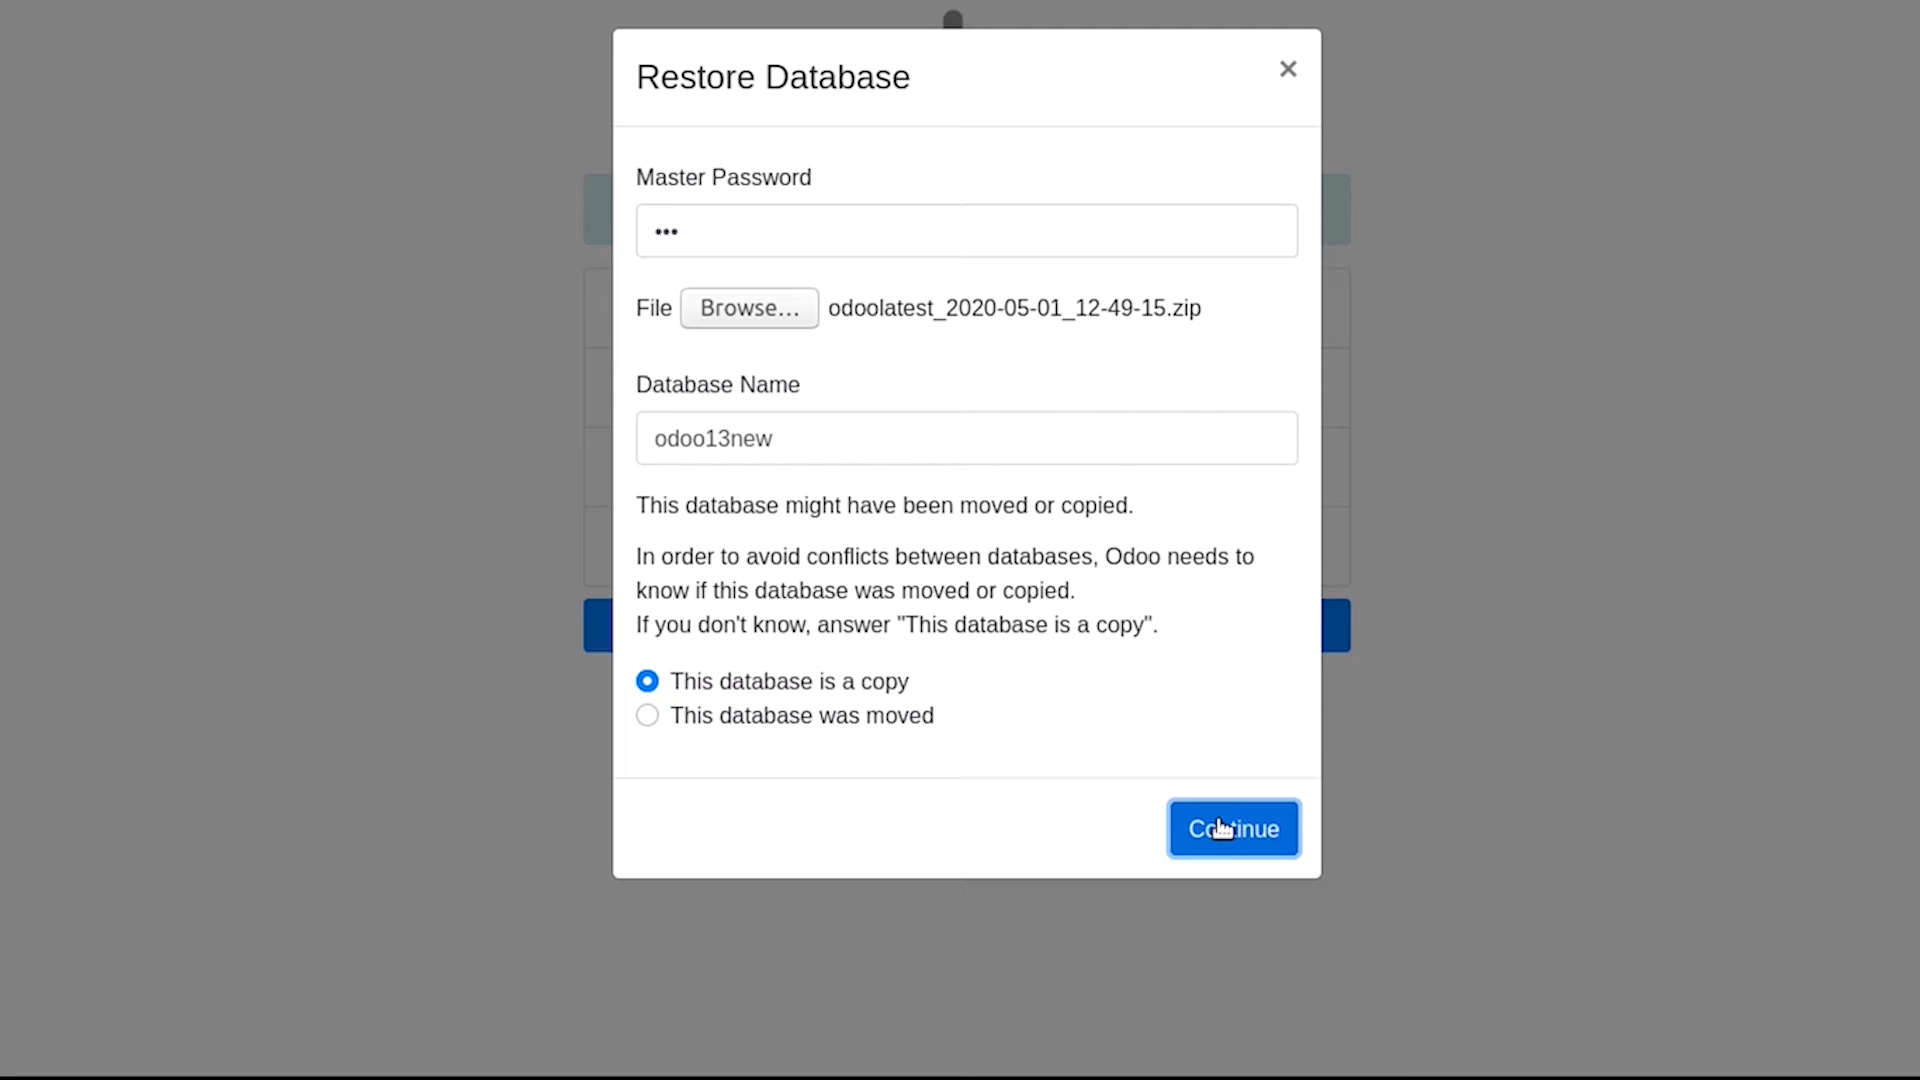 Restore Database
×
Master Password
•••
File Browse... odoolatest_2020-05-01_12-49-15.zip
Database Name
odoo13new
This database might have been moved or copied.
In order to avoid conflicts between databases, Odoo needs to
know if this database was moved or copied.
If you don't know, answer "This database is a copy".
This database is a copy
This database was moved
Continue